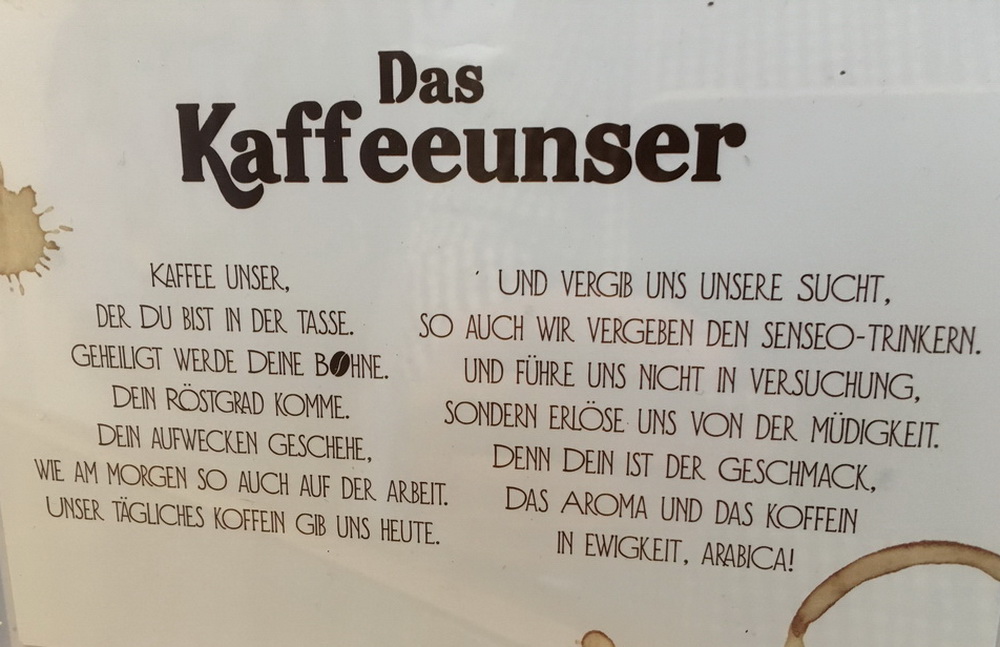 Das
Kaffeeunser
KAFFEE UNSER,
DER DU BIST IN DER TASSE.
GEHEILIGT WERDE DEINE BOHNE.
DEIN RÖSTGRAD KOMME.
DEIN AUFWECKEN GESCHEHE,
WIE AM MORGEN SO AUCH AUF DER ARBEIT.
UNSER TÄGLICHES KOFFEIN GIB UNS HEUTE.
UND VERGIB UNS UNSERE SUCHT,
SO AUCH WIR VERGEBEN DEN SENSEO-TRINKERN.
UND FÜHRE UNS NICHT IN VERSUCHUNG,
SONDERN ERLÖSE UNS VON DER MÜDIGKEIT.
DENN DEIN IST DER GESCHMACK,
DAS AROMA UND DAS KOFFEIN
IN EWIGKEIT, ARABICA!